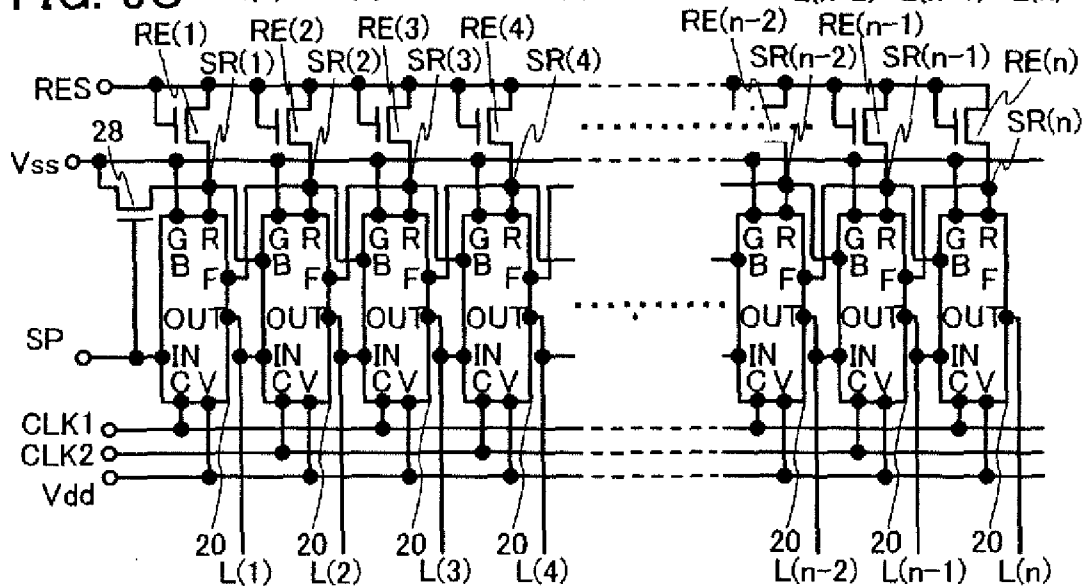 RE(1) RE(2) RE(3) RE(4) RE(n-2) RE(n-1)
SR(1) SR(2) SR(3) SR(4) SR(n-2) SR(n-1) RE(n)
RES
28 SR(n)
Vss
G R G R G R G R G R G R G R
B F B F B F B F B F B F B F
OUT OUT OUT OUT OUT OUT OUT
SP
IN IN IN IN IN IN IN
C V C V C V C V C V C V C V
CLK1
CLK2
Vdd
20 20 20 20 20 20 20
L(1) L(2) L(3) L(4) L(n-2) L(n-1) L(n)